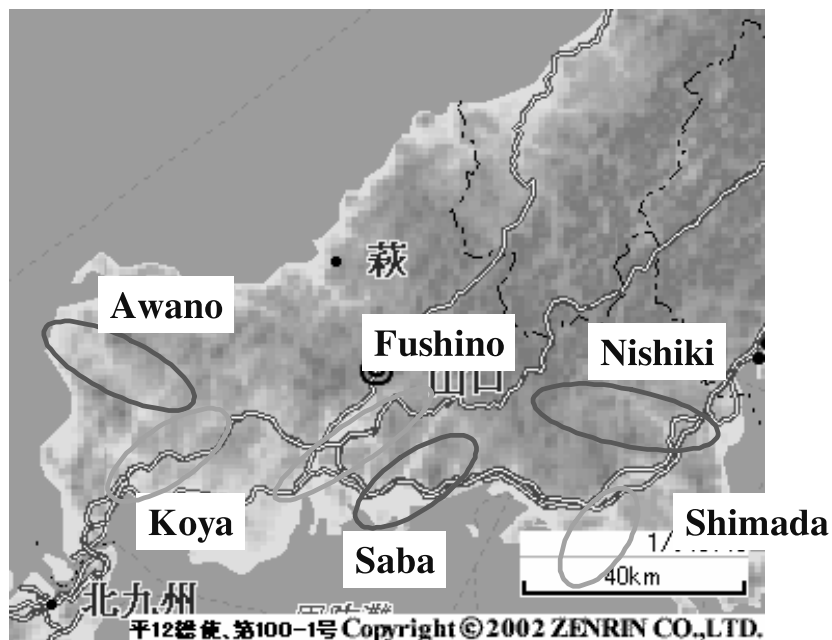 萩
Awano
Fushino
Nishiki
山口
Koya
Shimada
Saba
1/
40km
北九州
平12総使、第100-1号 Copyright © 2002 ZENRIN CO.,LTD.